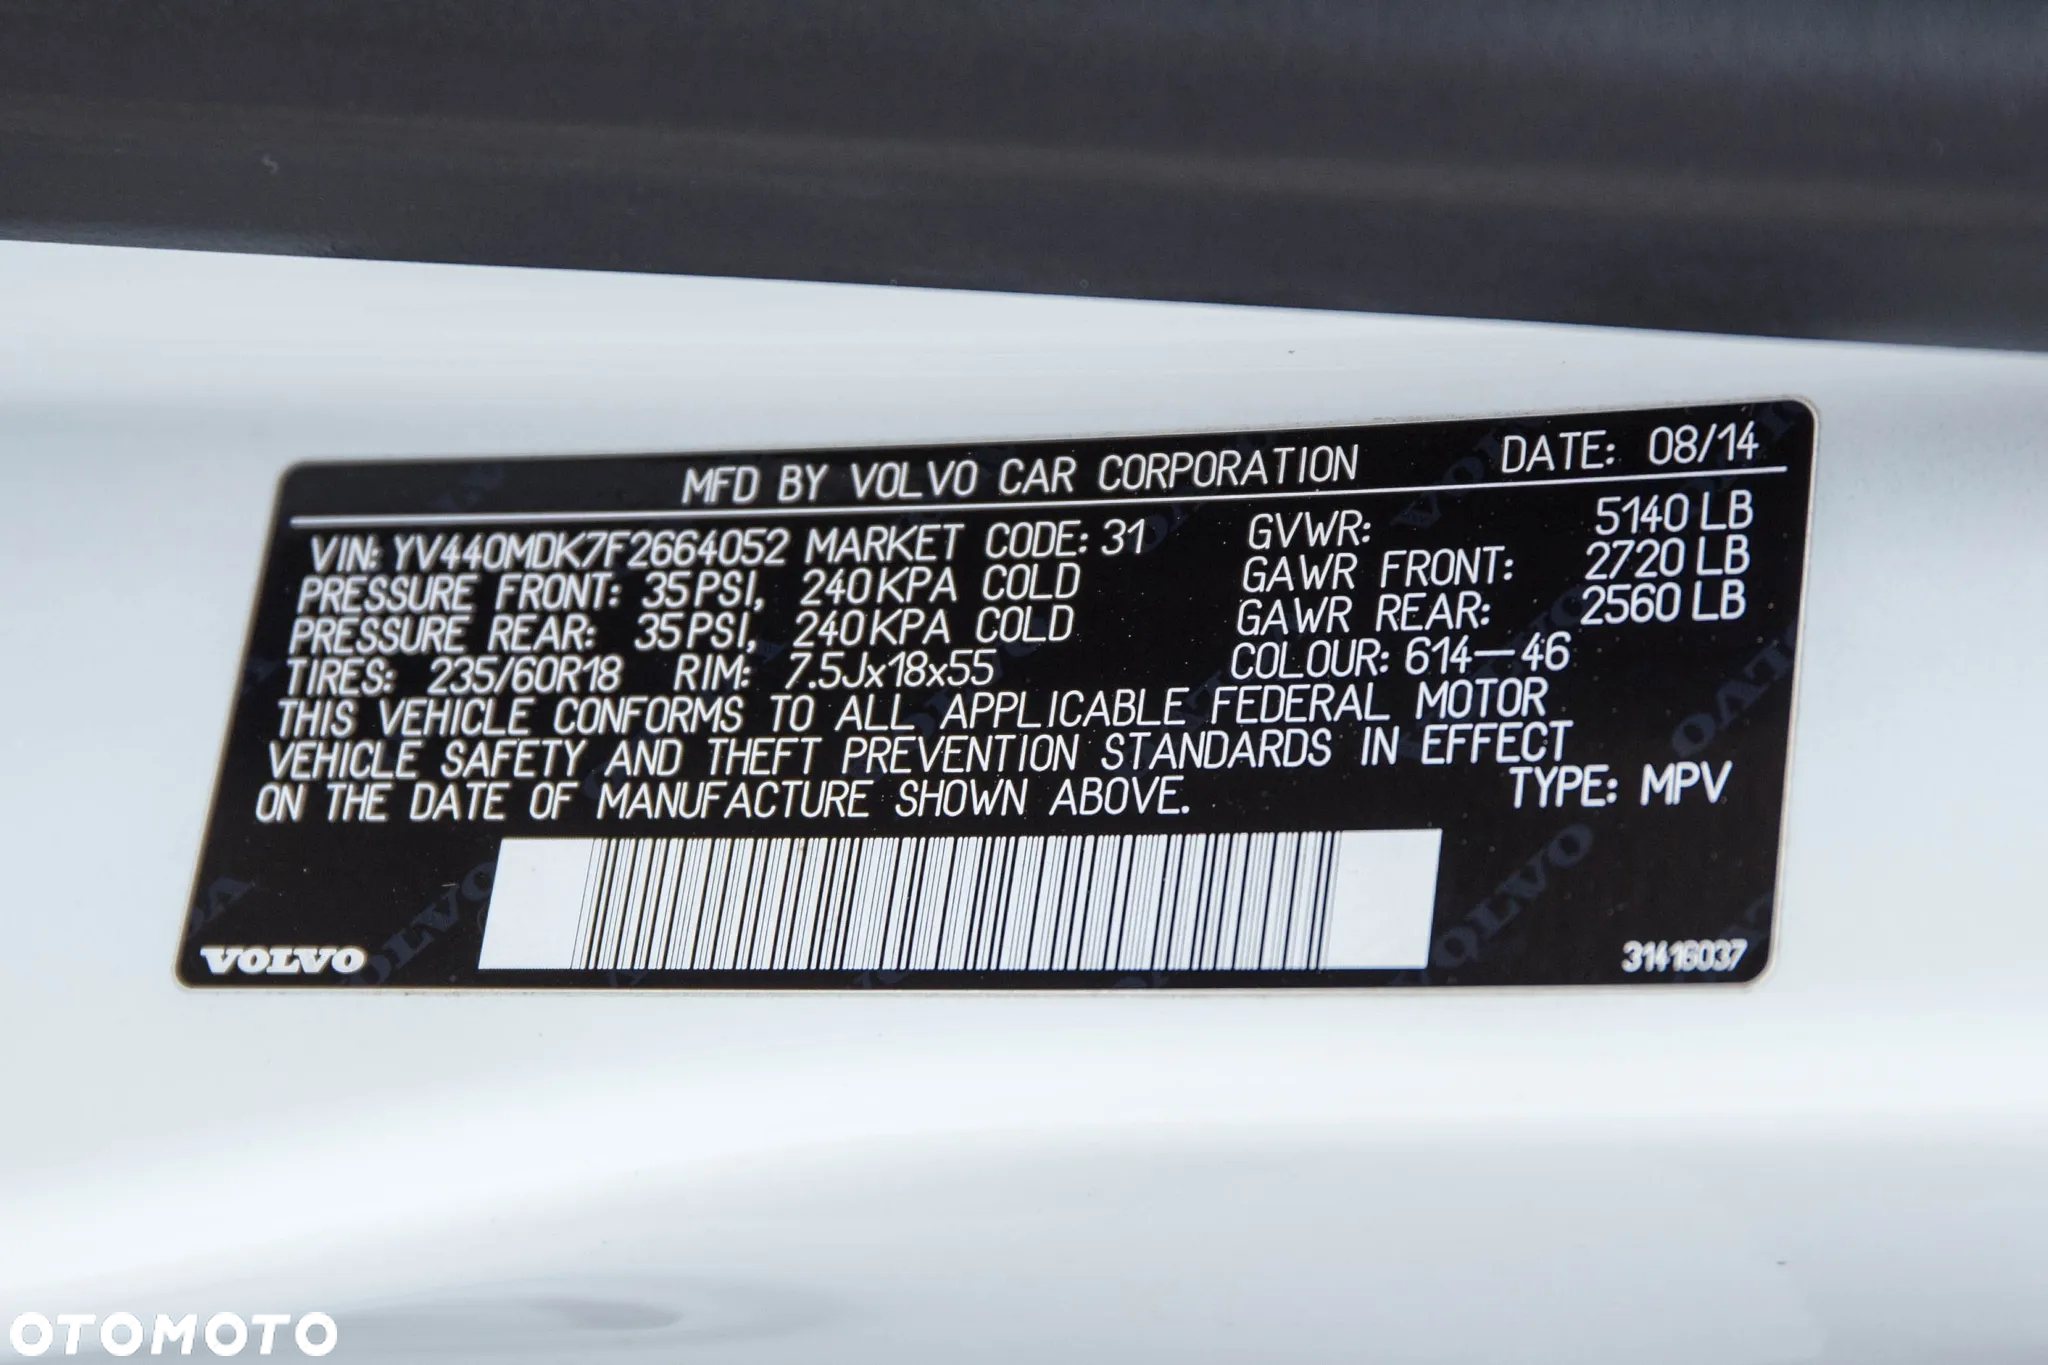 MFD BY VOLVO CAR CORPORATION DATE: 08/14
VIN: YV440MDK7F2664052 MARKET CODE: 31 GVWR: 5140 LB
PRESSURE FRONT: 35 PSI, 240 KPA COLD GAWR FRONT: 2720 LB
PRESSURE REAR: 35 PSI, 240 KPA COLD GAWR REAR: 2560 LB
TIRES: 235/60R18 RIM: 7.5Jx18x55 COLOUR: 614-46
THIS VEHICLE CONFORMS TO ALL APPLICABLE FEDERAL MOTOR
VEHICLE SAFETY AND THEFT PREVENTION STANDARDS IN EFFECT
ON THE DATE OF MANUFACTURE SHOWN ABOVE. TYPE: MPV
VOLVO 31416037
OTOMOTO